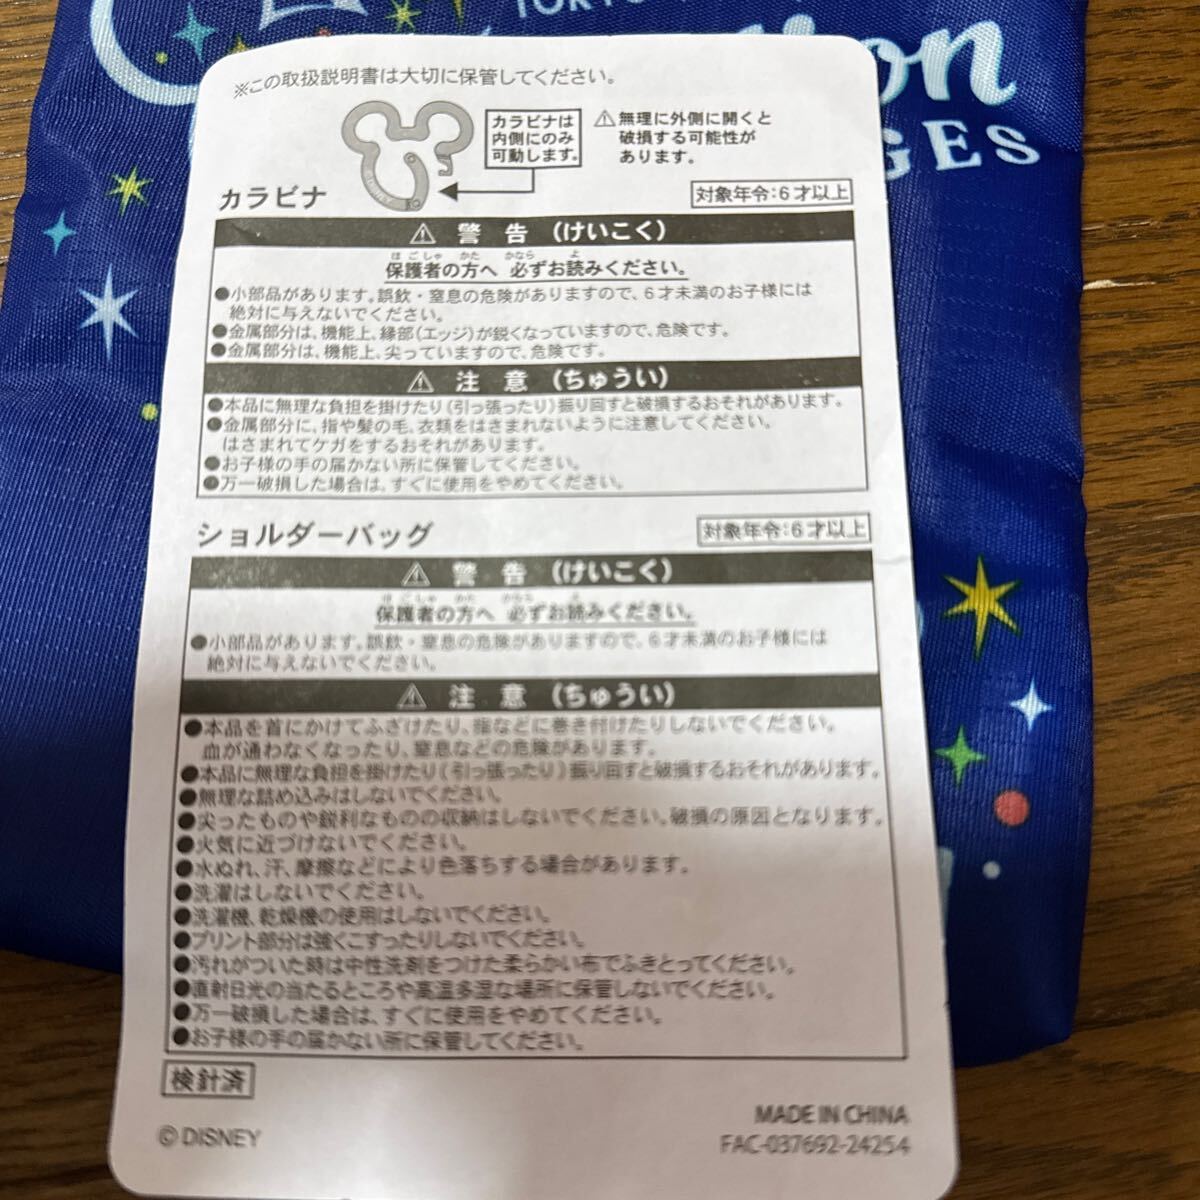 TOKYO
ion
GES
※この取扱説明書は大切に保管してください。
カラビナは
内側にのみ
可動します。
⚠無理に外側に開くと
破損する可能性が
あります。
カラビナ
対象年令:6才以上
⚠ 警 告 (けいこく)
ほごしゃ かた かなら よ
保護者の方へ 必ずお読みください。
●小部品があります。誤飲・窒息の危険がありますので、6才未満のお子様には
絶対に与えないでください。
●金属部分は、機能上、縁部(エッジ)が鋭くなっていますので、危険です。
●金属部分は、機能上、尖っていますので、危険です。
⚠ 注 意 (ちゅうい)
●本品に無理な負担を掛けたり(引っ張ったり)振り回すと破損するおそれがあります。
●金属部分に、指や髪の毛、衣類をはさまれないように注意してください。
はさまれてケガをするおそれがあります。
●お子様の手の届かない所に保管してください。
●万一破損した場合は、すぐに使用をやめてください。
ショルダーバッグ
対象年令:6才以上
⚠ 警 告 (けいこく)
ほごしゃ かた かなら よ
保護者の方へ 必ずお読みください。
●小部品があります。誤飲・窒息の危険がありますので、6才未満のお子様には
絶対に与えないでください。
⚠ 注 意 (ちゅうい)
●本品を首にかけてふざけたり、指などに巻き付けたりしないでください。
血が通わなくなったり、窒息などの危険があります。
●本品に無理な負担を掛けたり(引っ張ったり)振り回すと破損するおそれがあります。
●無理な詰め込みはしないでください。
●尖ったものや鋭利なものの収納はしないでください。破損の原因となります。
●火気に近づけないでください。
●水ぬれ、汗、摩擦などにより色落ちする場合があります。
●洗濯はしないでください。
●洗濯機、乾燥機の使用はしないでください。
●プリント部分は強くこすったりしないでください。
●汚れがついた時は中性洗剤をつけた柔らかい布でふきとってください。
●直射日光の当たるところや高温多湿な場所に保管しないでください。
●万一破損した場合は、すぐに使用をやめてください。
●お子様の手の届かない所に保管してください。
検針済
© DISNEY
MADE IN CHINA
FAC-037692-24254